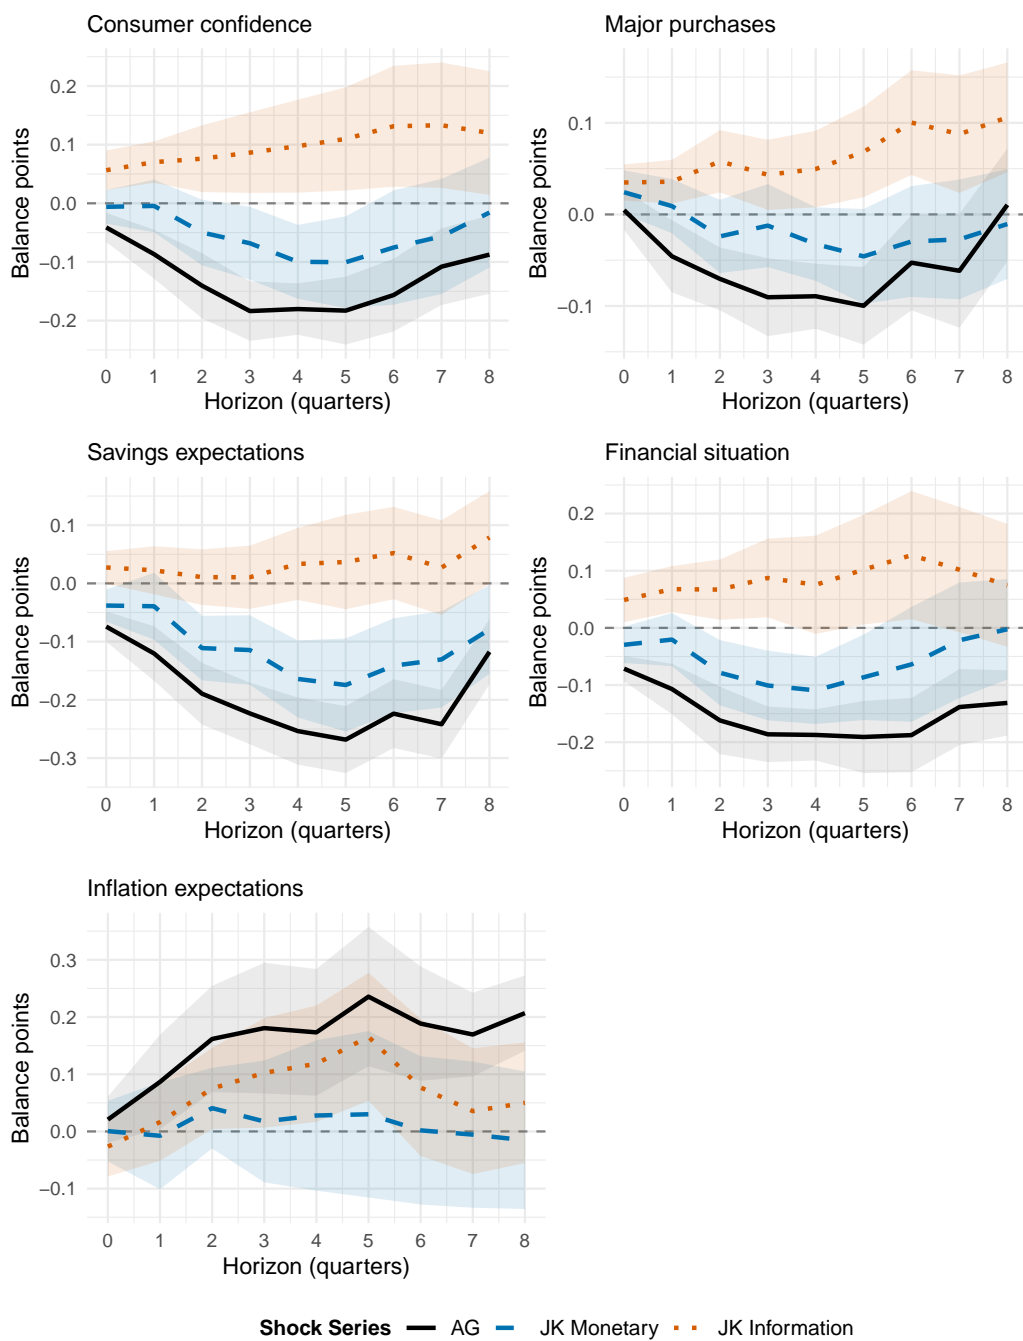 Consumer confidence
Balance points
0.2
0.1
0.0
−0.1
−0.2
0 1 2 3 4 5 6 7 8
Horizon (quarters)
Major purchases
Balance points
0.1
0.0
−0.1
0 1 2 3 4 5 6 7 8
Horizon (quarters)
Savings expectations
Balance points
0.1
0.0
−0.1
−0.2
−0.3
0 1 2 3 4 5 6 7 8
Horizon (quarters)
Financial situation
Balance points
0.2
0.1
0.0
−0.1
−0.2
0 1 2 3 4 5 6 7 8
Horizon (quarters)
Inflation expectations
Balance points
0.3
0.2
0.1
0.0
−0.1
0 1 2 3 4 5 6 7 8
Horizon (quarters)
Shock Series AG JK Monetary JK Information